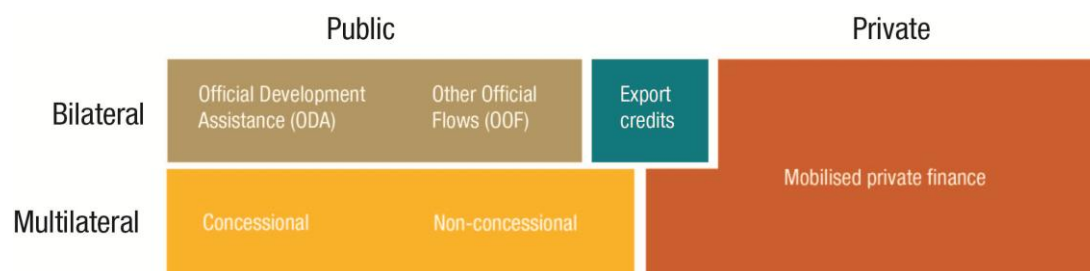 Public
Private
Bilateral
Official Development
Assistance (ODA)
Other Official
Flows (OOF)
Export
credits
Mobilised private finance
Multilateral
Concessional
Non-concessional